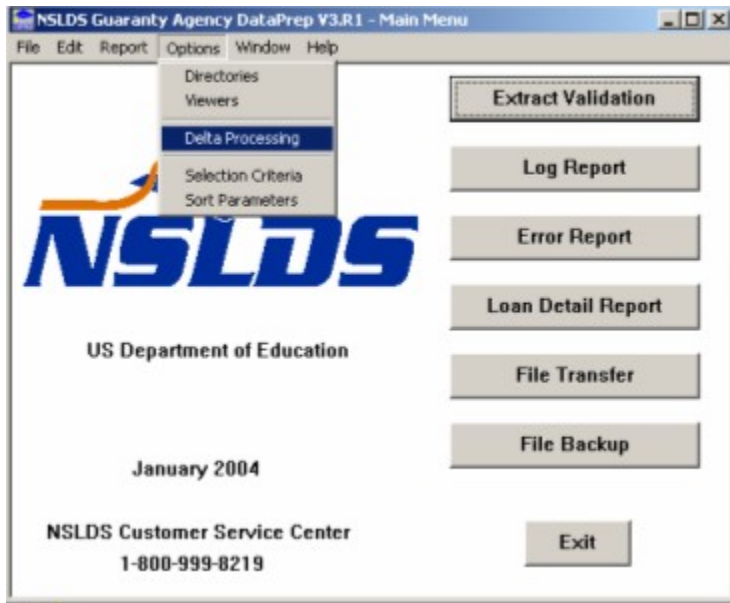 NSLDS Guaranty Agency DataPrep V3.R1 - Main Menu
File Edit Report Options Window Help
Directories
Viewers
Delta Processing
Selection Criteria
Sort Parameters
NSLDS
US Department of Education
January 2004
NSLDS Customer Service Center
1-800-999-8219
Extract Validation
Log Report
Error Report
Loan Detail Report
File Transfer
File Backup
Exit